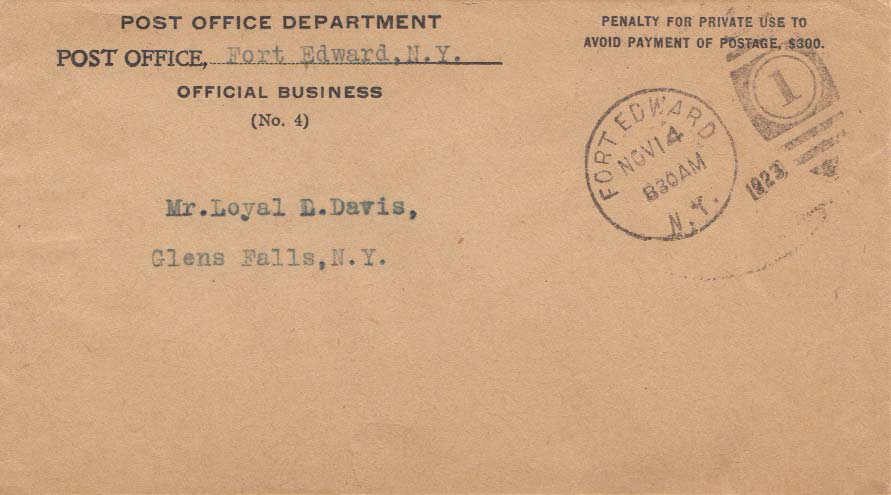 POST OFFICE DEPARTMENT
POST OFFICE, Fort Edward, N.Y.
OFFICIAL BUSINESS
(No. 4)
PENALTY FOR PRIVATE USE TO
AVOID PAYMENT OF POSTAGE, $300.
FORT EDWARD
NOV 14
830AM
N.Y.
1923
1
Mr.Loyal L.Davis,
Glens Falls,N.Y.